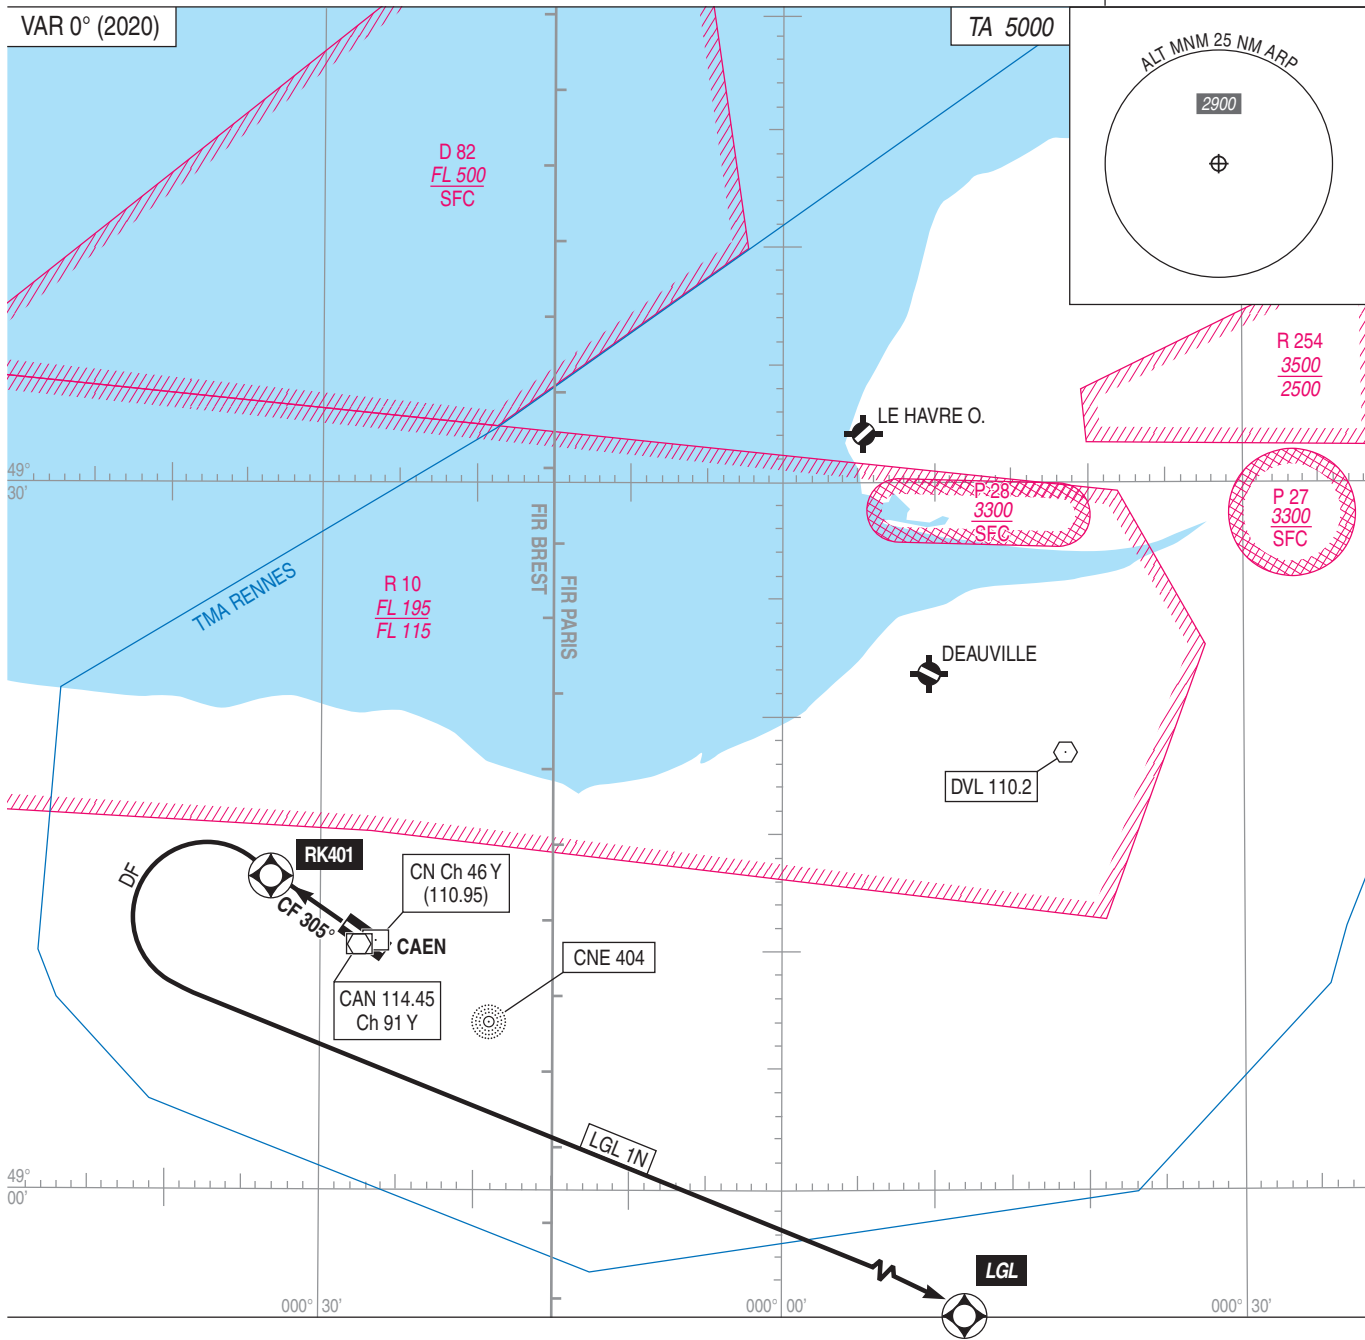 VAR 0° (2020)
TA 5000
ALT MNM 25 NM ARP
2900
D 82
FL 500
SFC
R 254
3500
2500
LE HAVRE O.
49°
30'
P 28
3300
SFC
P 27
3300
SFC
FIR BREST
FIR PARIS
TMA RENNES
R 10
FL 195
FL 115
DEAUVILLE
DVL 110.2
RK401
DF
CN Ch 46 Y
(110.95)
CF 305°
CAEN
CNE 404
CAN 114.45
Ch 91 Y
LGL 1N
49°
00'
LGL
000° 30'
000° 00'
000° 30'